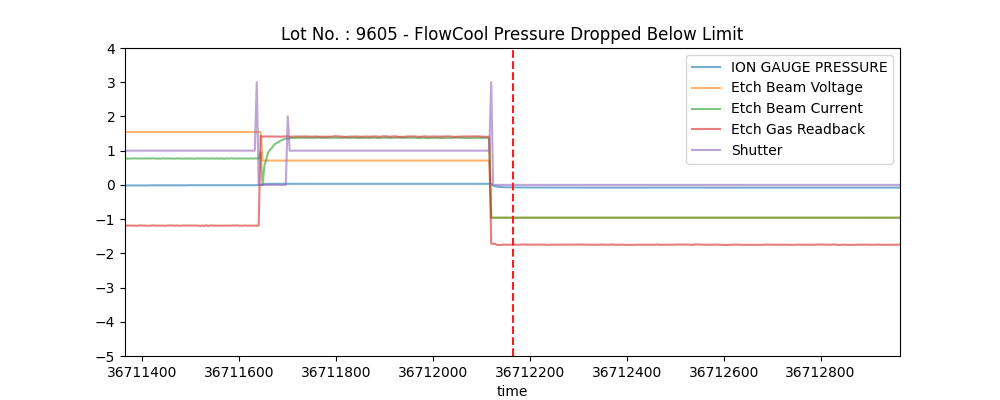 Lot No. : 9605 - FlowCool Pressure Dropped Below Limit
4
3
2
1
0
−1
−2
−3
−4
−5
ION GAUGE PRESSURE
Etch Beam Voltage
Etch Beam Current
Etch Gas Readback
Shutter
36711400 36711600 36711800 36712000 36712200 36712400 36712600 36712800
time